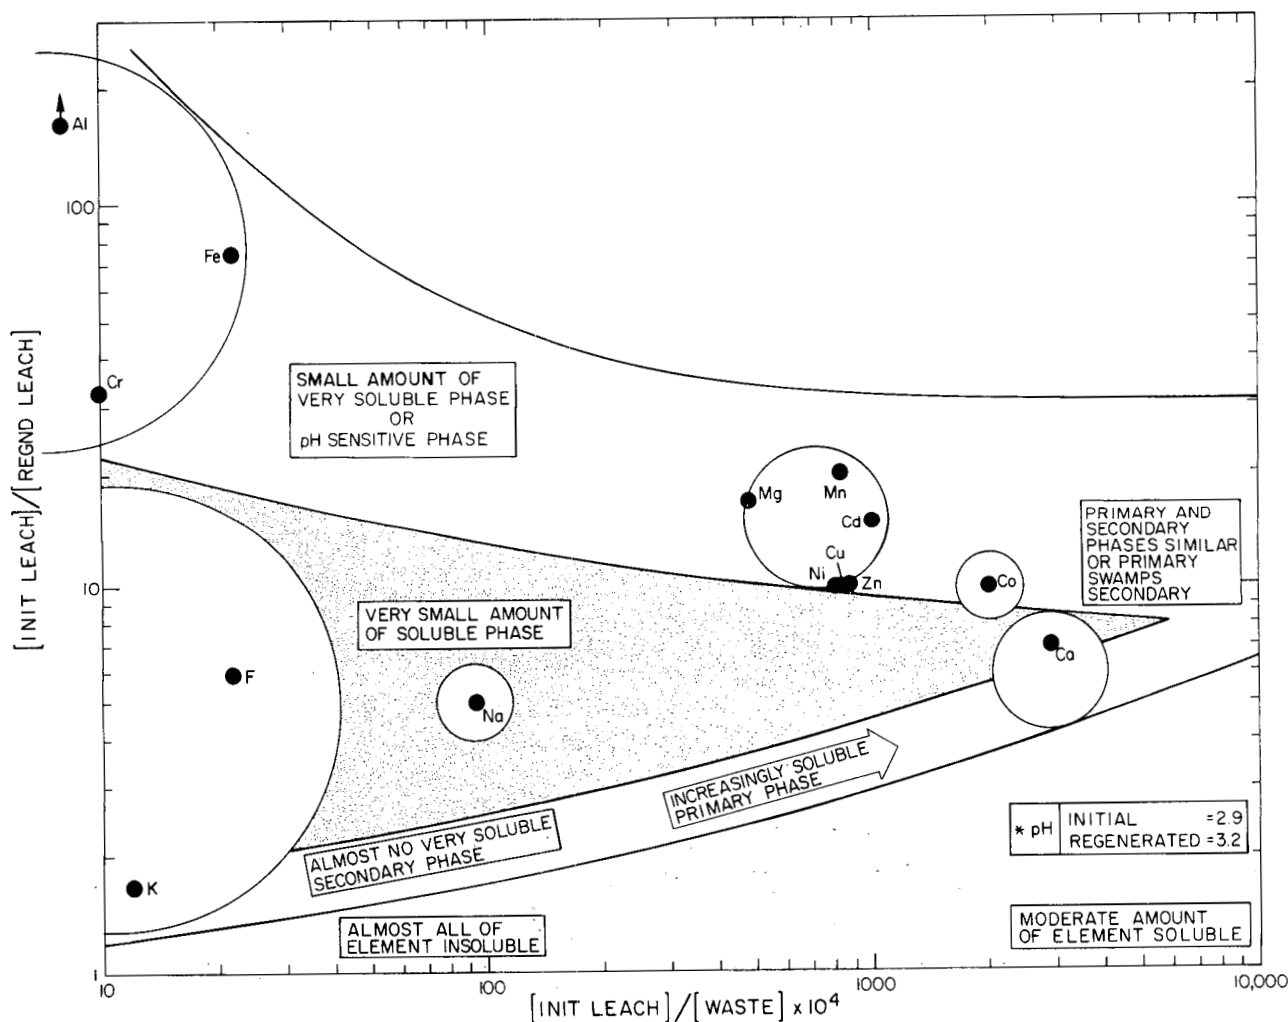 Al
100
Fe
[INIT LEACH]/[REGND LEACH]
Cr
SMALL AMOUNT OF
VERY SOLUBLE PHASE
OR
pH SENSITIVE PHASE
Mg
Mn
Cd
Cu
Ni
Zn
Co
PRIMARY AND
SECONDARY
PHASES SIMILAR
OR PRIMARY
SWAMPS
SECONDARY
10
VERY SMALL AMOUNT
OF SOLUBLE PHASE
F
Na
Ca
INCREASINGLY SOLUBLE
PRIMARY PHASE
ALMOST NO VERY SOLUBLE
SECONDARY PHASE
* pH
INITIAL =2.9
REGENERATED =3.2
K
ALMOST ALL OF
ELEMENT INSOLUBLE
MODERATE AMOUNT
OF ELEMENT SOLUBLE
1
10
100
1000
10,000
[INIT LEACH]/[WASTE] x 10⁴